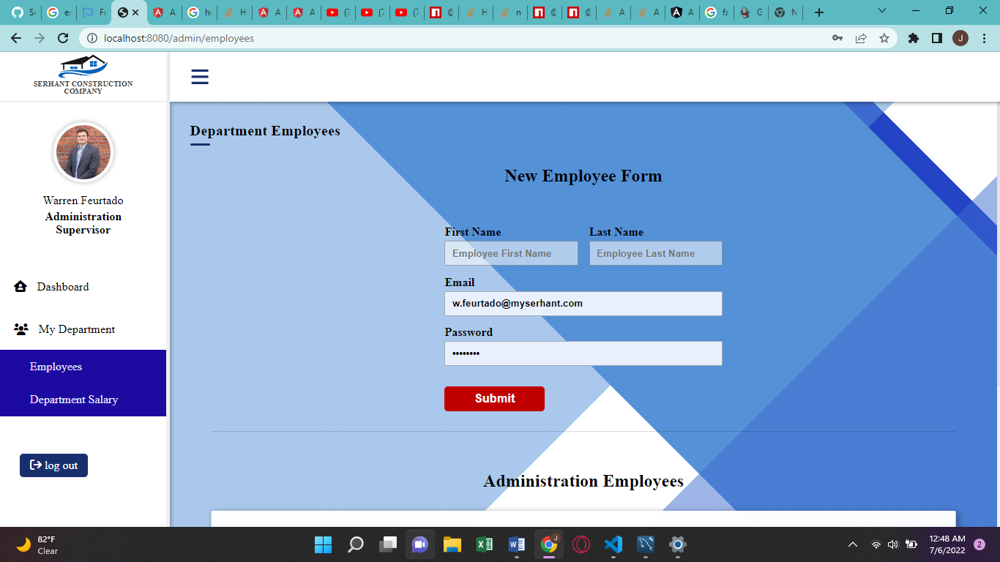 localhost:8080/admin/employees
J
SERHANT CONSTRUCTION
COMPANY
Warren Feurtado
Administration
Supervisor
Dashboard
My Department
Employees
Department Salary
log out
Department Employees
New Employee Form
First Name Last Name
Employee First Name Employee Last Name
Email
w.feurtado@myserhant.com
Password
••••••••
Submit
Administration Employees
82°F
Clear
J
12:48 AM
7/6/2022
2